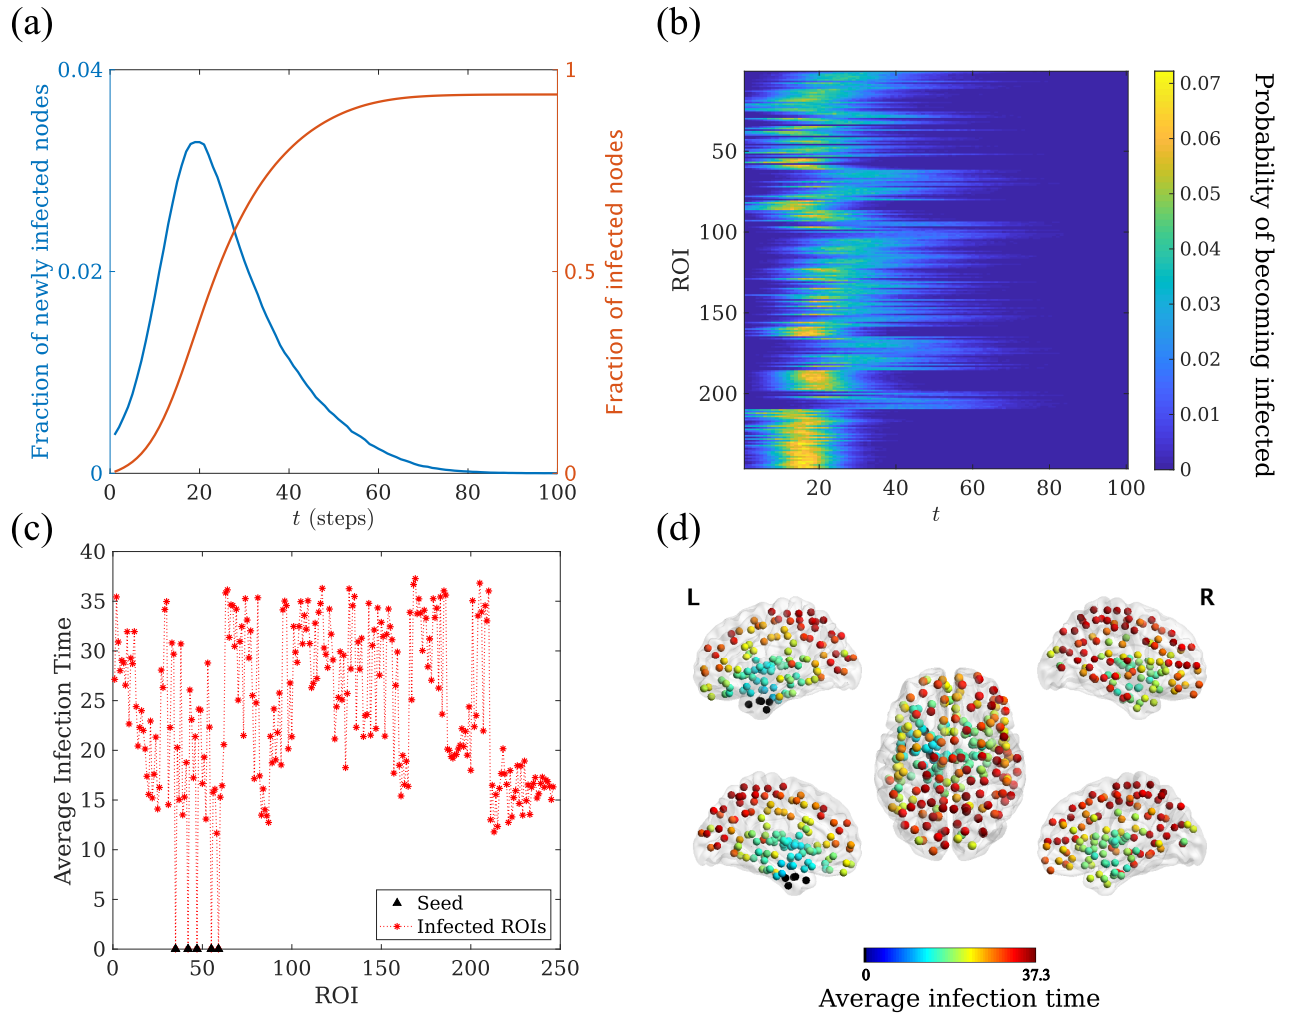 (a)
Fraction of newly infected nodes
0.04
0.02
0
0
20
40
60
80
100
t (steps)
1
0.5
0
Fraction of infected nodes
(b)
ROI
50
100
150
200
20
40
60
80
100
t
0.07
0.06
0.05
0.04
0.03
0.02
0.01
0
Probability of becoming infected
(c)
Average Infection Time
40
35
30
25
20
15
10
5
0
0
50
100
150
200
250
ROI
Seed
Infected ROIs
(d)
L
R
0
37.3
Average infection time